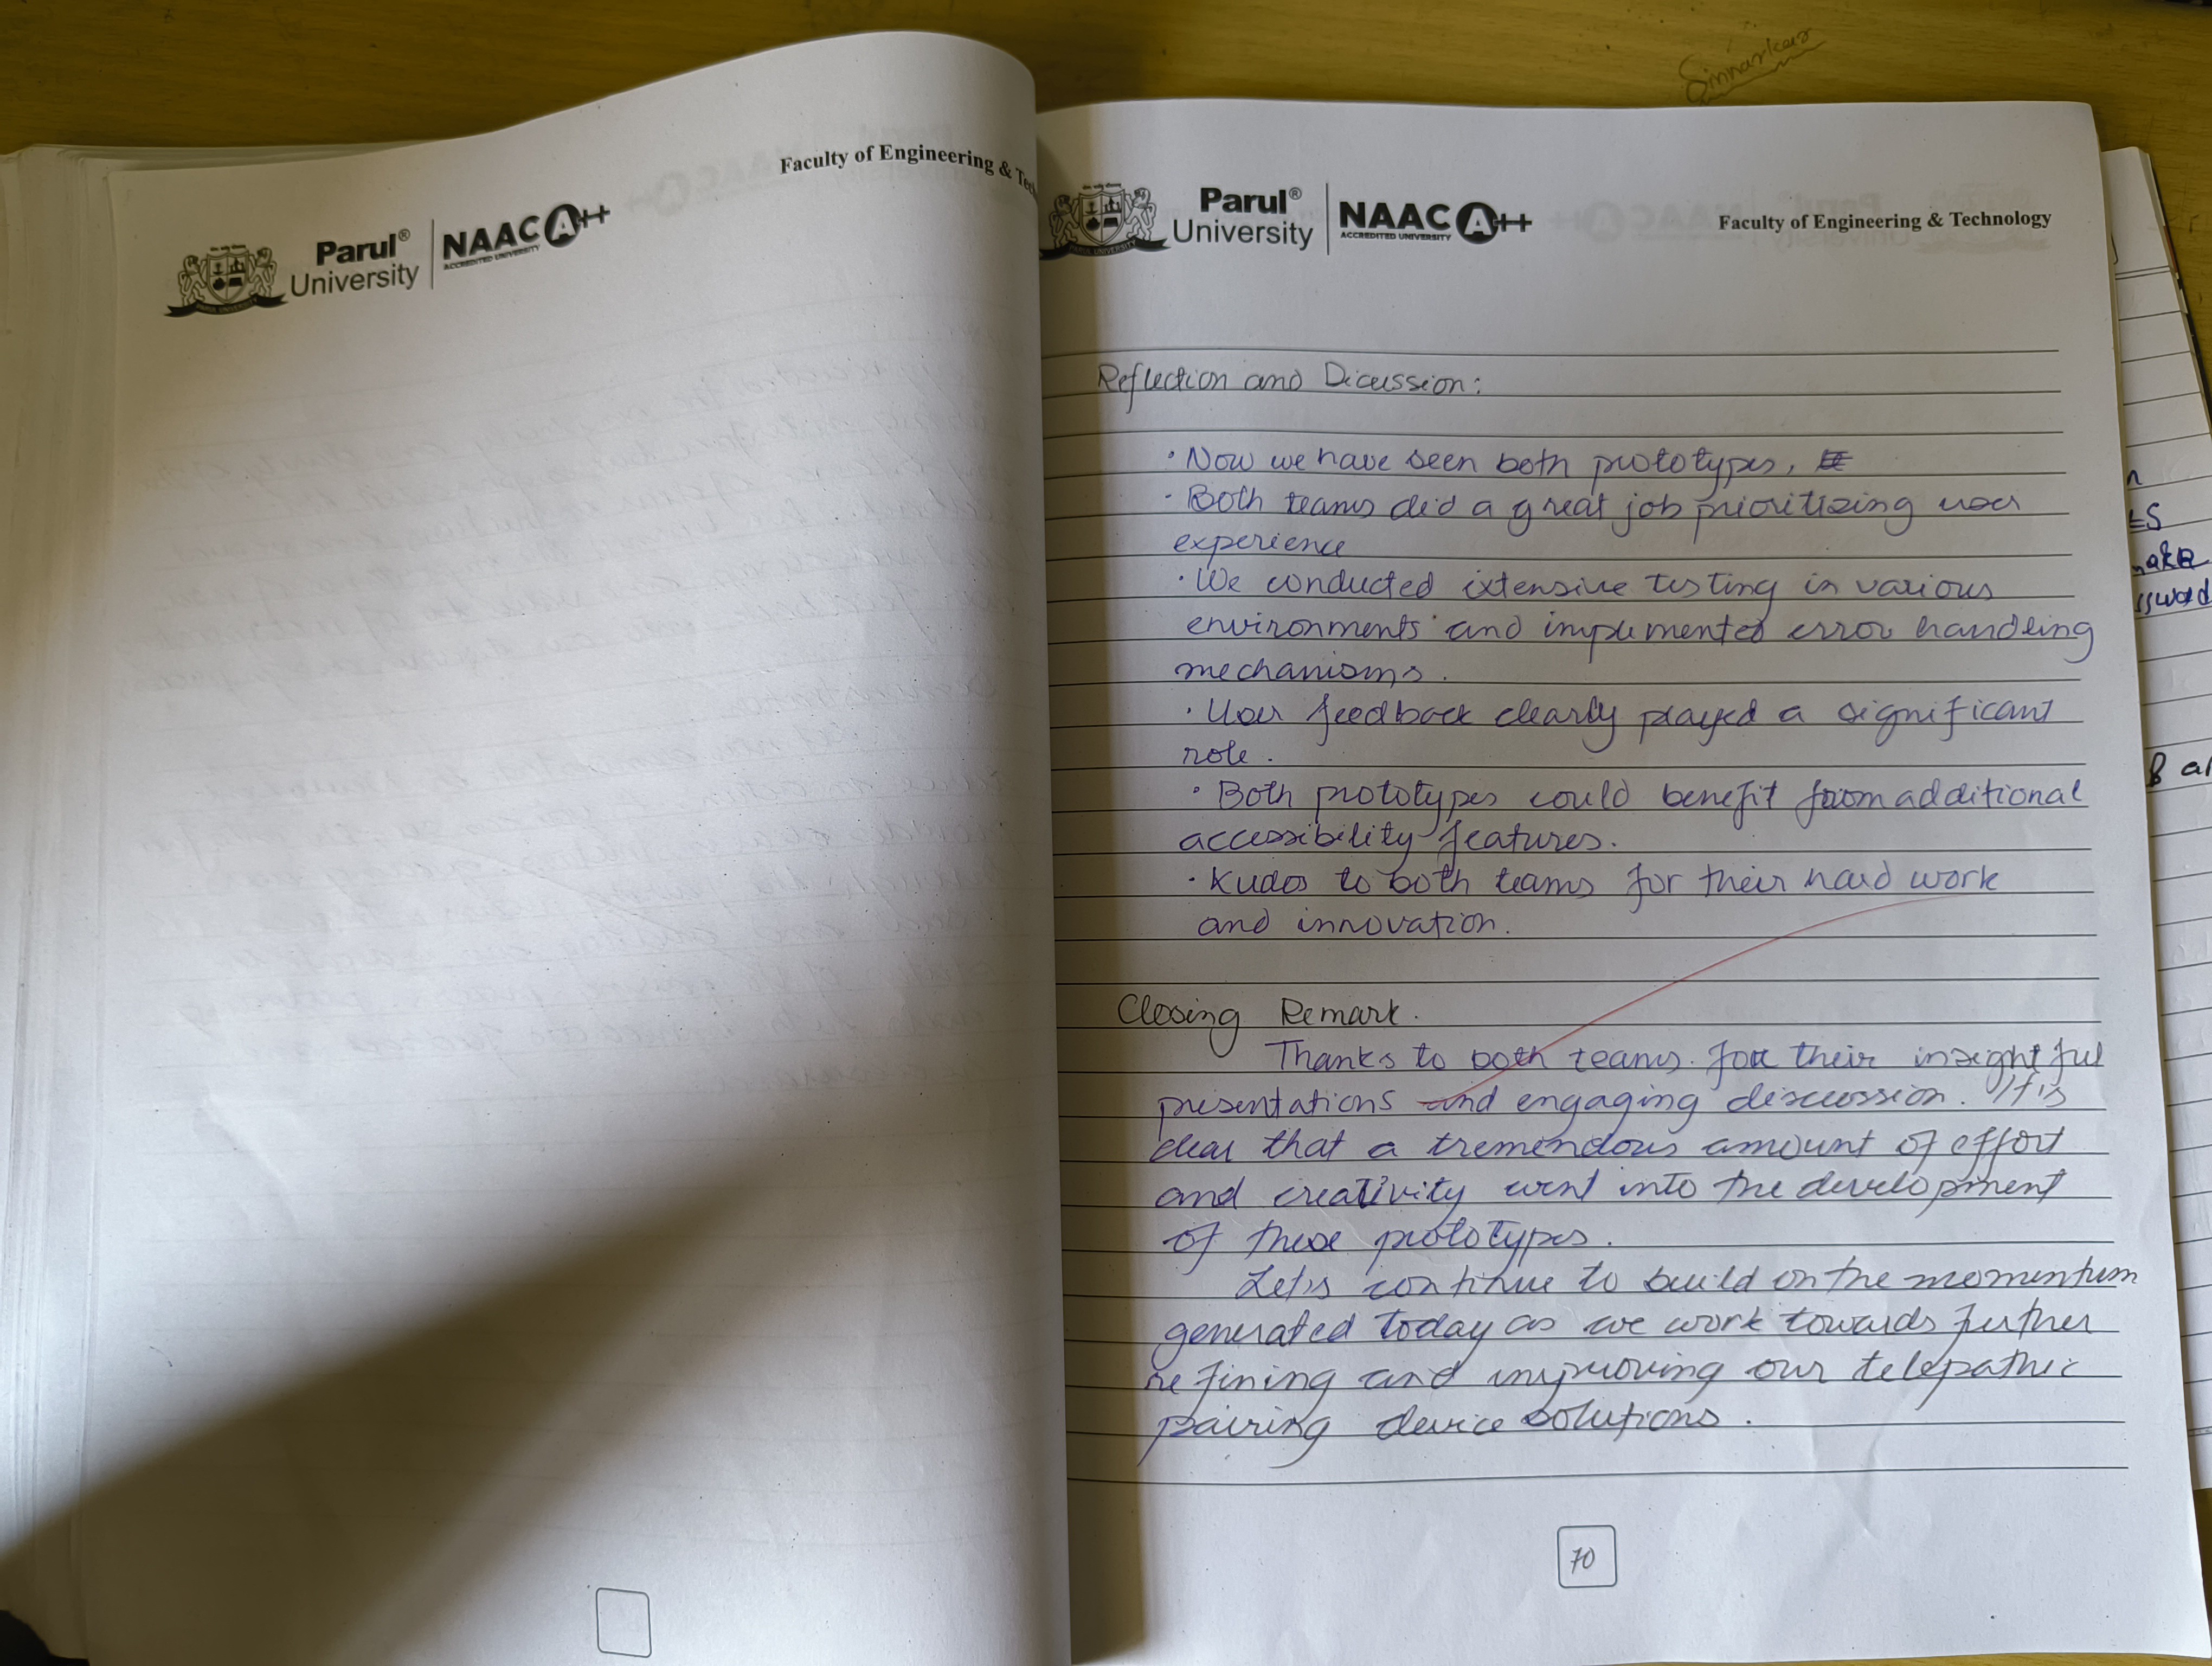 Sinnarkar
Faculty of Engineering & Tec
Parul® University
NAAC A++
ACCREDITED UNIVERSITY
PARUL UNIVERSITY
Parul® University
NAAC A++
ACCREDITED UNIVERSITY
Faculty of Engineering & Technology
Reflection and Dicussion:
· Now we have seen both prototypes,
· Both teams did a great job prioritizing user
experience
· We conducted extensive testing in various
environments and implemented error handling
mechanisms.
· User feedback clearly played a significant
role.
· Both prototypes could benefit from additional
accessibility features.
· Kudos to both teams for their hard work
and innovation.
Closing Remark.
Thanks to both teams for their insightful
presentations and engaging discussion. It's
clear that a tremendous amount of effort
and creativity went into the development
of these prototypes.
Let's continue to build on the momentum
generated today as we work towards further
refining and improving our telepathic
pairing device solutions.
70